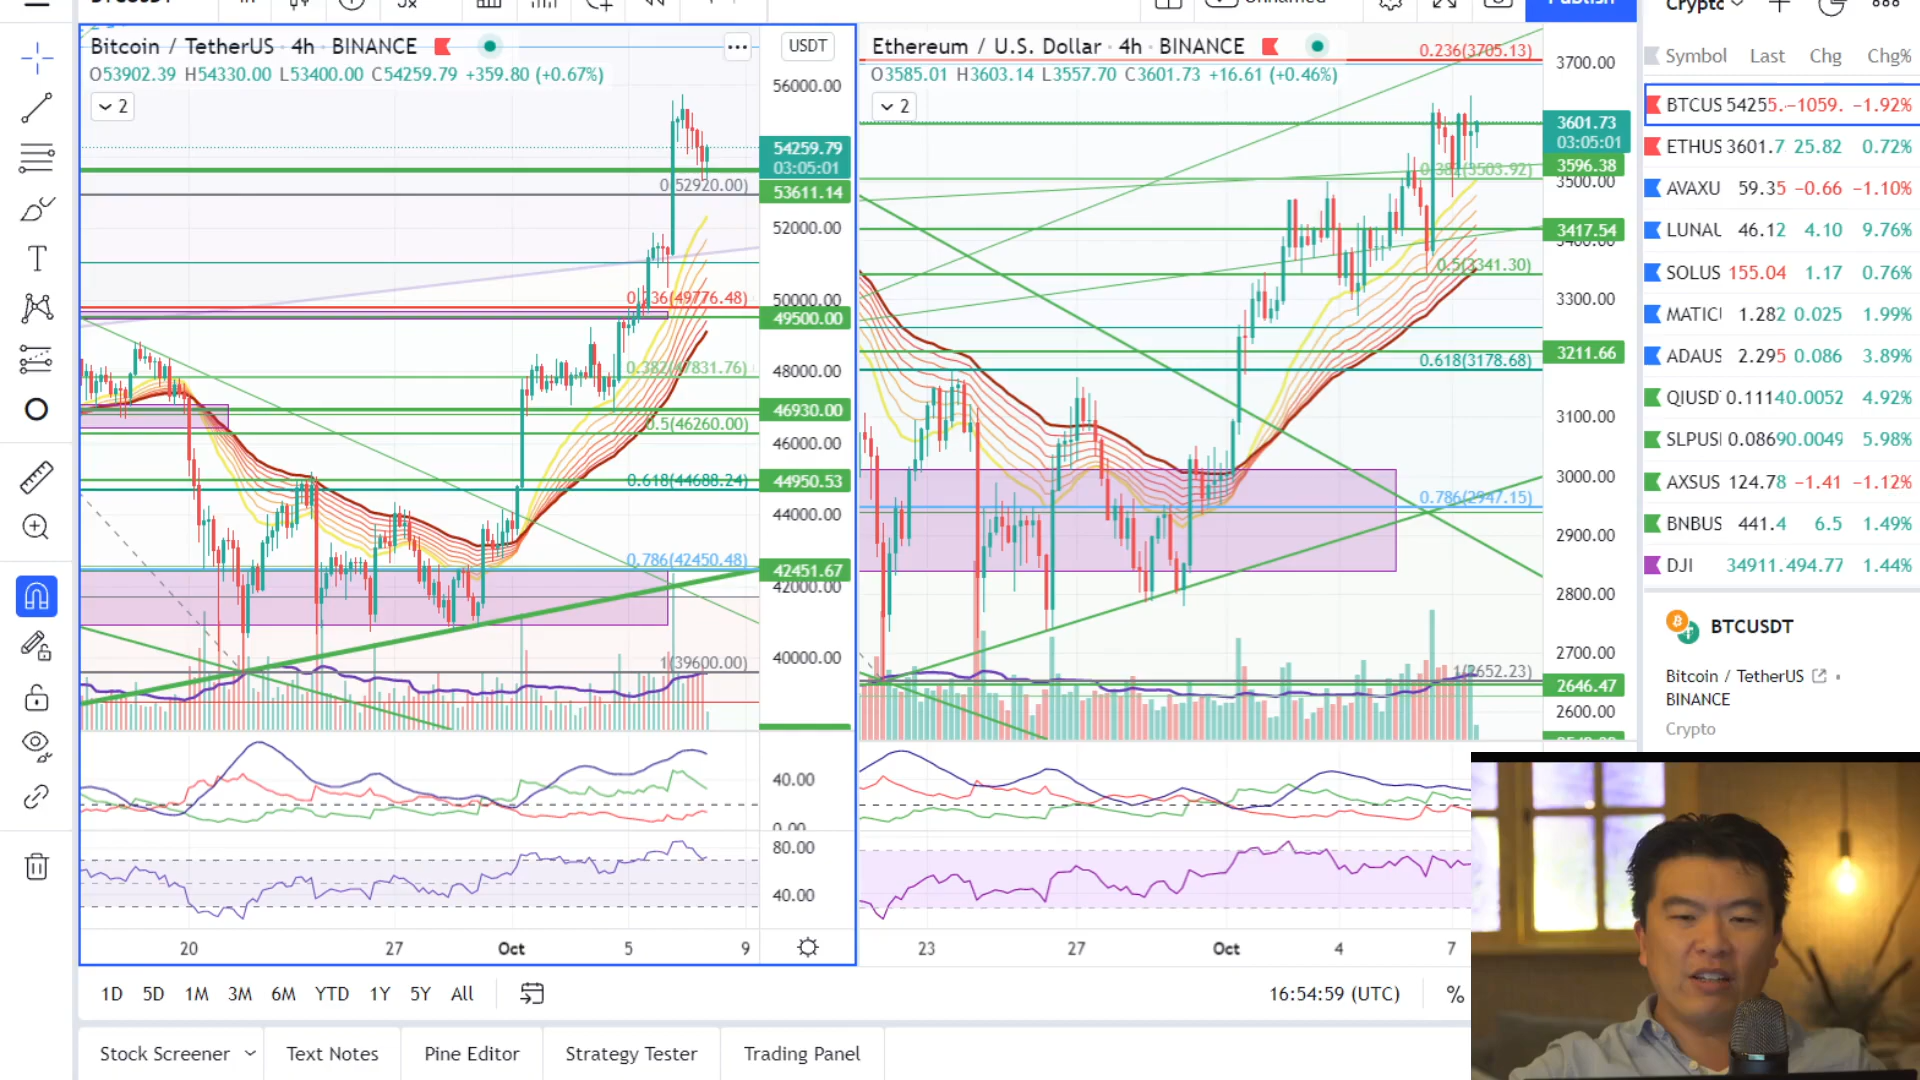 Bitcoin / TetherUS · 4h · BINANCE
O53902.39 H54330.00 L53400.00 C54259.79 +359.80 (+0.67%)
2
USDT
56000.00
54259.79
03:05:01
53611.14
52000.00
50000.00
49500.00
48000.00
46930.00
46000.00
44950.53
44000.00
42451.67
42000.00
40000.00
0(52920.00)
0.236(49776.48)
0.382(47831.76)
0.5(46260.00)
0.618(44688.24)
0.786(42450.48)
1(39600.00)
40.00
0.00
80.00
40.00
20 27 Oct 5 9
Ethereum / U.S. Dollar · 4h · BINANCE
O3585.01 H3603.14 L3557.70 C3601.73 +16.61 (+0.46%)
2
0.236(3705.13)
0.382(3503.92)
0.5(3341.30)
0.618(3178.68)
0.786(2947.15)
1(2652.23)
3700.00
3601.73
03:05:01
3596.38
3500.00
3417.54
3400.00
3300.00
3211.66
3100.00
3000.00
2900.00
2800.00
2700.00
2646.47
2600.00
23 27 Oct 4 7
Crypto
Symbol Last Chg Chg%
BTCUS 54255. −1059. −1.92%
ETHUS 3601.7 25.82 0.72%
AVAXU 59.35 −0.66 −1.10%
LUNAU 46.12 4.10 9.76%
SOLUS 155.04 1.17 0.76%
MATICU 1.282 0.025 1.99%
ADAUS 2.295 0.086 3.89%
QIUSD 0.11114 0.0052 4.92%
SLPUS 0.0869 0.0049 5.98%
AXSUS 124.78 −1.41 −1.12%
BNBUS 441.4 6.5 1.49%
DJI 34911. 494.77 1.44%
BTCUSDT
Bitcoin / TetherUS
BINANCE
Crypto
1D 5D 1M 3M 6M YTD 1Y 5Y All
16:54:59 (UTC) %
Stock Screener Text Notes Pine Editor Strategy Tester Trading Panel